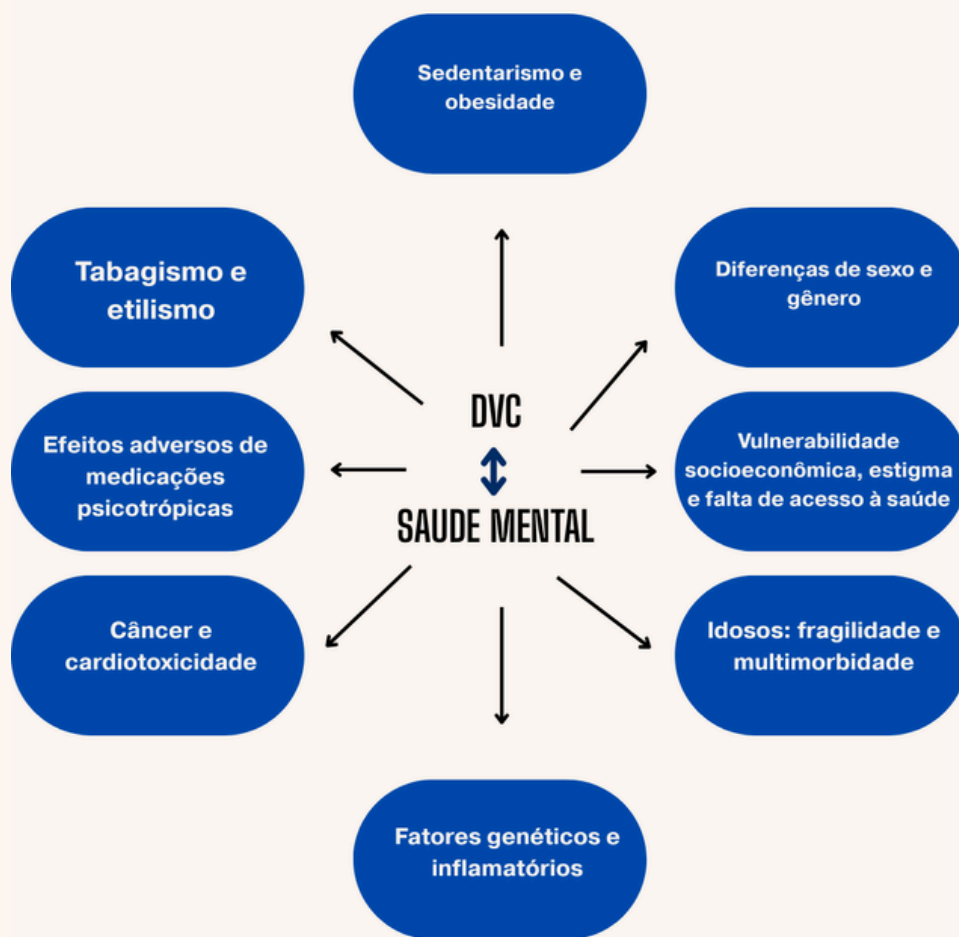 Sedentarismo e
obesidade
Tabagismo e
etilismo
Diferenças de sexo e
gênero
DVC
SAUDE MENTAL
Efeitos adversos de
medicações
psicotrópicas
Vulnerabilidade
socioeconômica, estigma
e falta de acesso à saúde
Câncer e
cardiotoxicidade
Idosos: fragilidade e
multimorbidade
Fatores genéticos e
inflamatórios